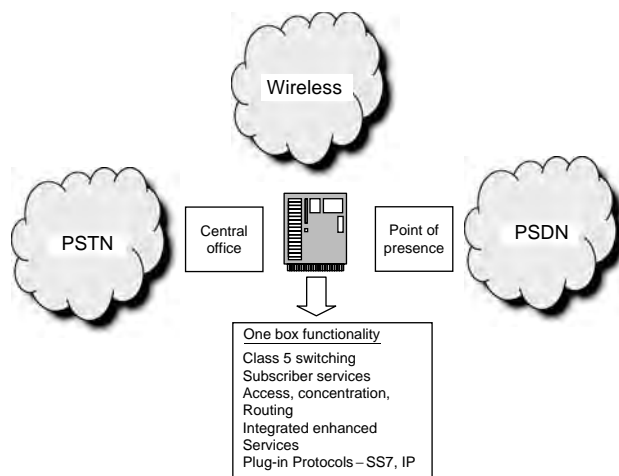 Wireless
PSTN
Central
office
Point of
presence
PSDN
One box functionality
Class 5 switching
Subscriber services
Access, concentration,
Routing
Integrated enhanced
Services
Plug-in Protocols – SS7, IP